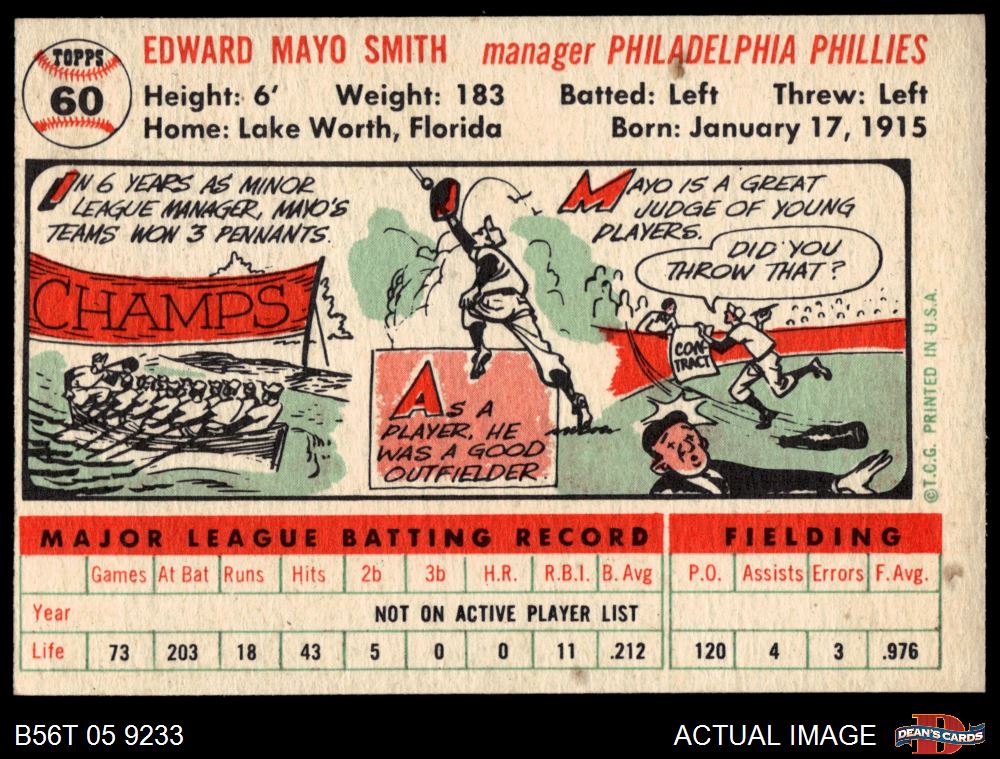 TOPPS
60
EDWARD MAYO SMITH manager PHILADELPHIA PHILLIES
Height: 6' Weight: 183 Batted: Left Threw: Left
Home: Lake Worth, Florida Born: January 17, 1915
IN 6 YEARS AS MINOR
LEAGUE MANAGER, MAYO'S
TEAMS WON 3 PENNANTS.
CHAMPS
AS A
PLAYER, HE
WAS A GOOD
OUTFIELDER.
MAYO IS A GREAT
JUDGE OF YOUNG
PLAYERS.
DID YOU
THROW THAT?
CON-
TRACT
©T.C.G. PRINTED IN U.S.A.
MAJOR LEAGUE BATTING RECORD FIELDING
Games At Bat Runs Hits 2b 3b H.R. R.B.I. B. Avg P.O. Assists Errors F. Avg.
Year NOT ON ACTIVE PLAYER LIST
Life 73 203 18 43 5 0 0 11 .212 120 4 3 .976
B56T 05 9233 ACTUAL IMAGE DEAN'S CARDS